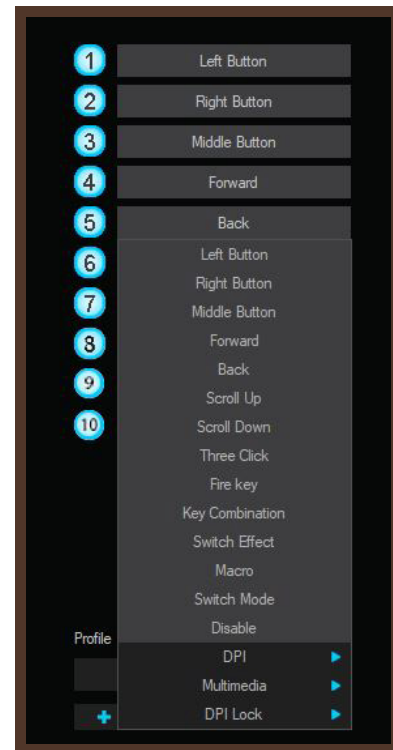 1 Left Button
2 Right Button
3 Middle Button
4 Forward
5 Back
6
7
8
9
10
Left Button
Right Button
Middle Button
Forward
Back
Scroll Up
Scroll Down
Three Click
Fire key
Key Combination
Switch Effect
Macro
Switch Mode
Disable
DPI
Multimedia
DPI Lock
Profile